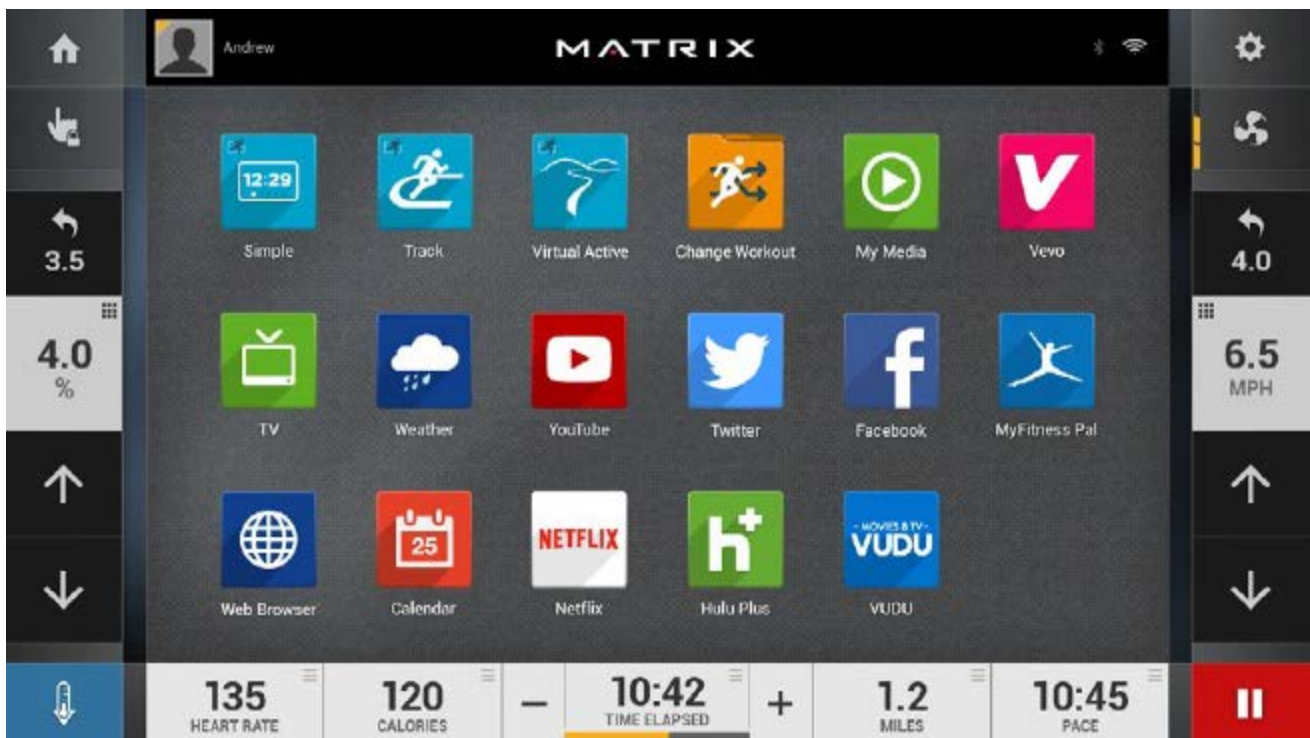 Andrew
MATRIX
3.5
4.0
%
12:29
Simple
Track
Virtual Active
Change Workout
My Media
V
Vevo
TV
Weather
YouTube
Twitter
f
Facebook
MyFitness Pal
Web Browser
25
Calendar
NETFLIX
Netflix
h+
Hulu Plus
- MOVIES & TV -
VUDU
VUDU
4.0
6.5
MPH
135
HEART RATE
120
CALORIES
−
10:42
TIME ELAPSED
+
1.2
MILES
10:45
PACE